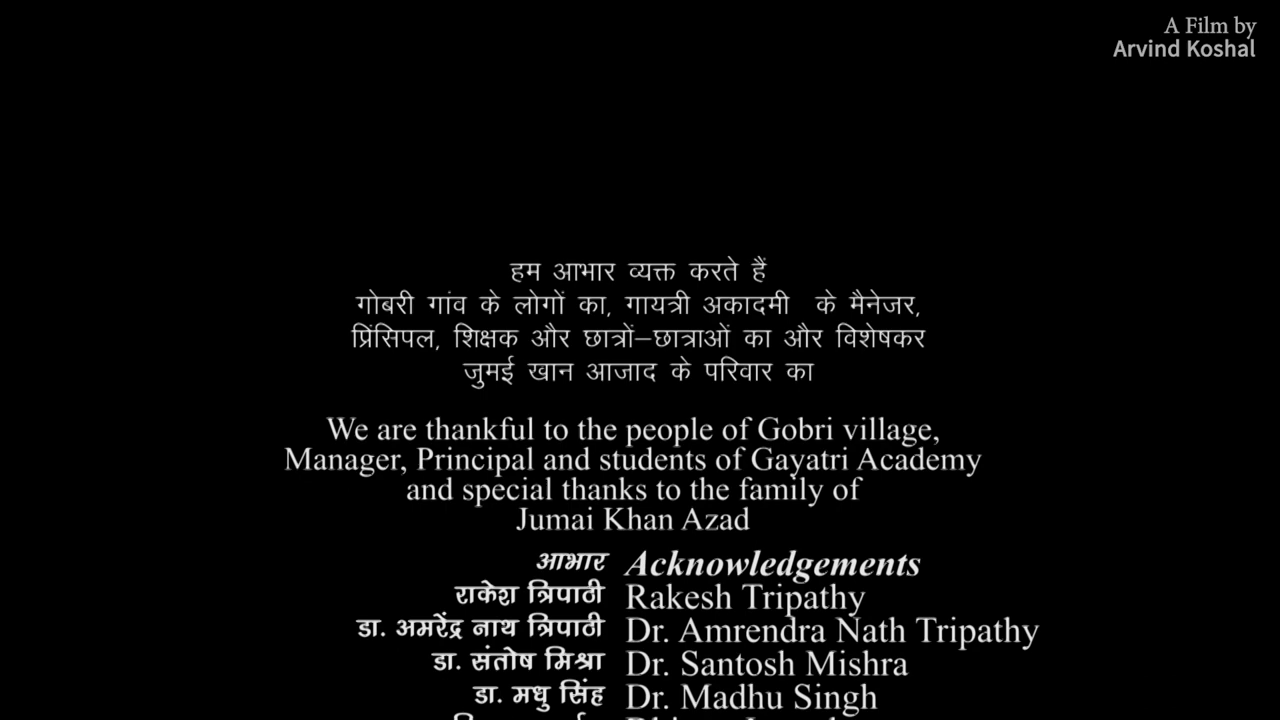 A Film by
Arvind Koshal
हम आभार व्यक्त करते हैं
गोबरी गांव के लोगों का, गायत्री अकादमी के मैनेजर,
प्रिंसिपल, शिक्षक और छात्रों–छात्राओं का और विशेषकर
जुमई खान आजाद के परिवार का
We are thankful to the people of Gobri village,
Manager, Principal and students of Gayatri Academy
and special thanks to the family of
Jumai Khan Azad
आभार Acknowledgements
राकेश त्रिपाठी Rakesh Tripathy
डा. अमरेंद्र नाथ त्रिपाठी Dr. Amrendra Nath Tripathy
डा. संतोष मिश्रा Dr. Santosh Mishra
डा. मधु सिंह Dr. Madhu Singh